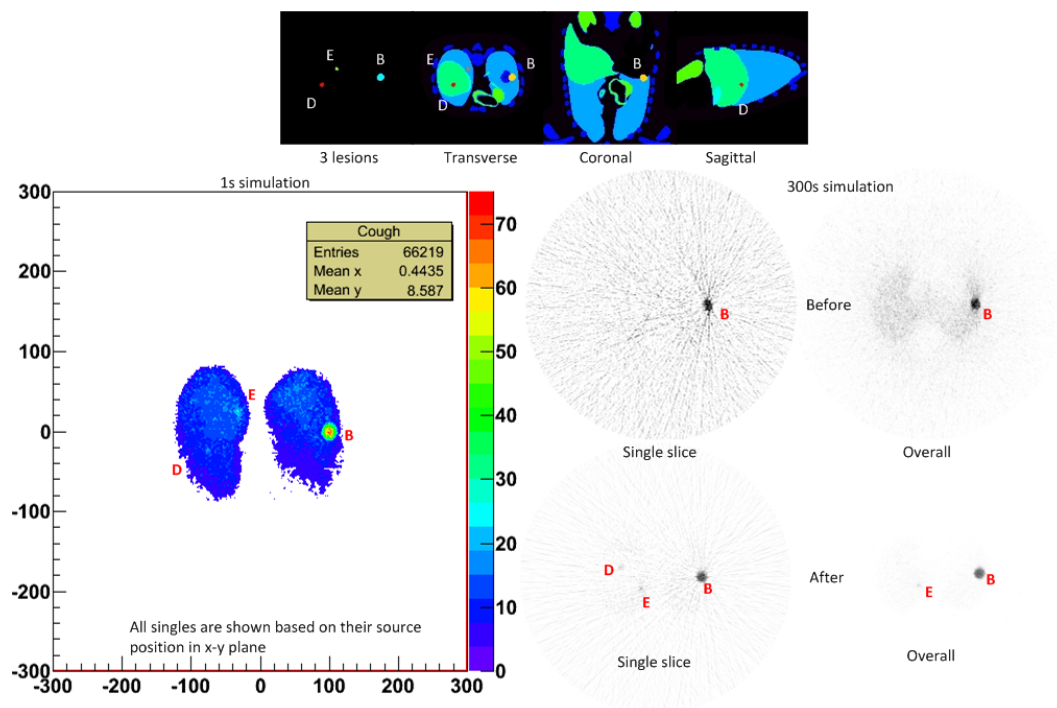 E
B
D
E
B
D
B
D
3 lesions
Transverse
Coronal
Sagittal
1s simulation
300s simulation
300
200
100
0
-100
-200
-300
-300
-200
-100
0
100
200
300
70
60
50
40
30
20
10
0
Cough
Entries 66219
Mean x 0.4435
Mean y 8.587
E
B
D
All singles are shown based on their source
position in x-y plane
B
Before
B
Single slice
Overall
D
E
B
After
E
B
Single slice
Overall